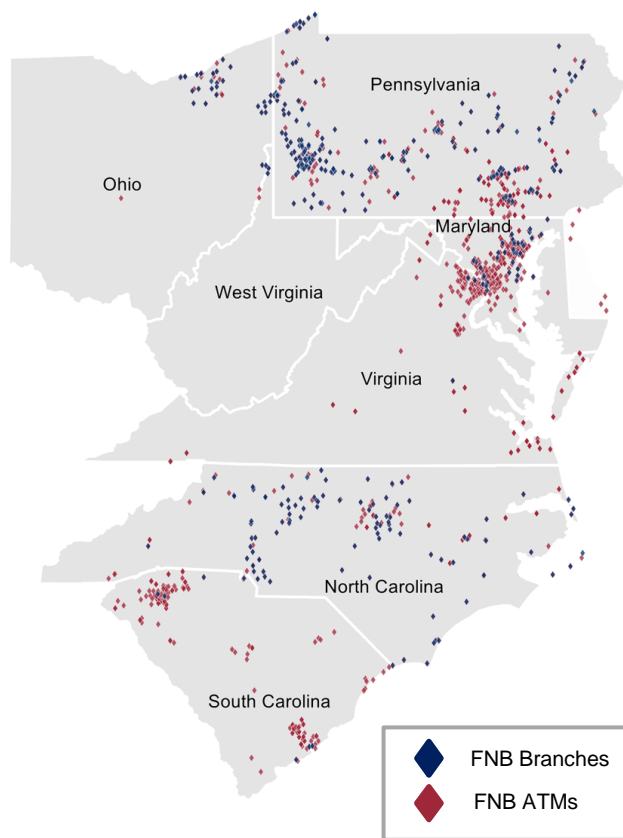 Pennsylvania
Ohio
Maryland
West Virginia
Virginia
North Carolina
South Carolina
FNB Branches
FNB ATMs